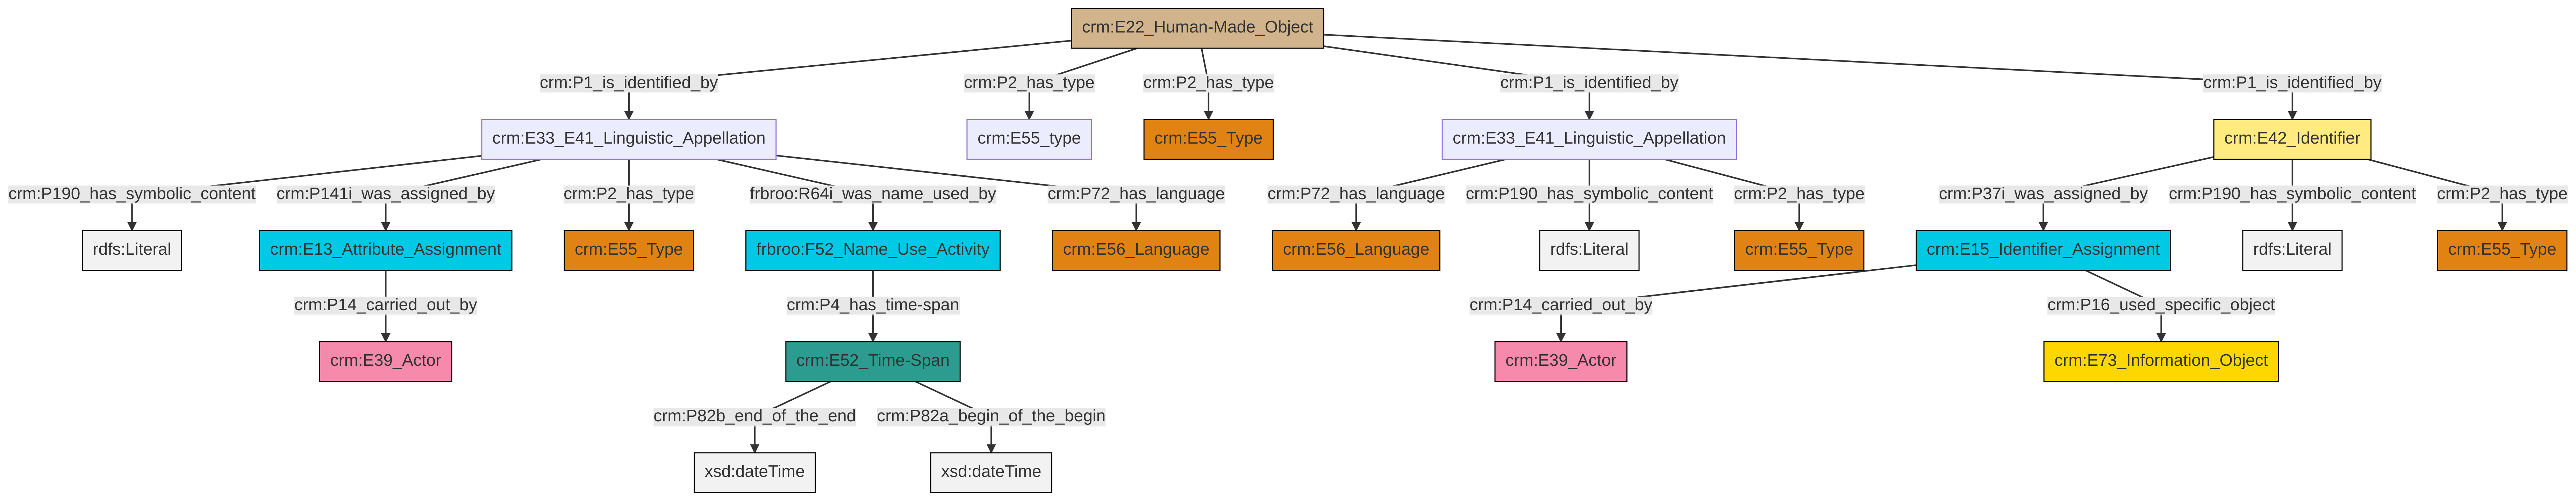 crm:E22_Human-Made_Object
crm:P1_is_identified_by
crm:P2_has_type
crm:P2_has_type
crm:P1_is_identified_by
crm:P1_is_identified_by
crm:E33_E41_Linguistic_Appellation
crm:E55_type
crm:E55_Type
crm:E33_E41_Linguistic_Appellation
crm:E42_Identifier
crm:P190_has_symbolic_content
crm:P141i_was_assigned_by
crm:P2_has_type
frbroo:R64i_was_name_used_by
crm:P72_has_language
crm:P72_has_language
crm:P190_has_symbolic_content
crm:P2_has_type
crm:P37i_was_assigned_by
crm:P190_has_symbolic_content
crm:P2_has_type
rdfs:Literal
crm:E13_Attribute_Assignment
crm:E55_Type
frbroo:F52_Name_Use_Activity
crm:E56_Language
crm:E56_Language
rdfs:Literal
crm:E55_Type
crm:E15_Identifier_Assignment
rdfs:Literal
crm:E55_Type
crm:P14_carried_out_by
crm:P4_has_time-span
crm:P14_carried_out_by
crm:P16_used_specific_object
crm:E39_Actor
crm:E52_Time-Span
crm:E39_Actor
crm:E73_Information_Object
crm:P82b_end_of_the_end
crm:P82a_begin_of_the_begin
xsd:dateTime
xsd:dateTime